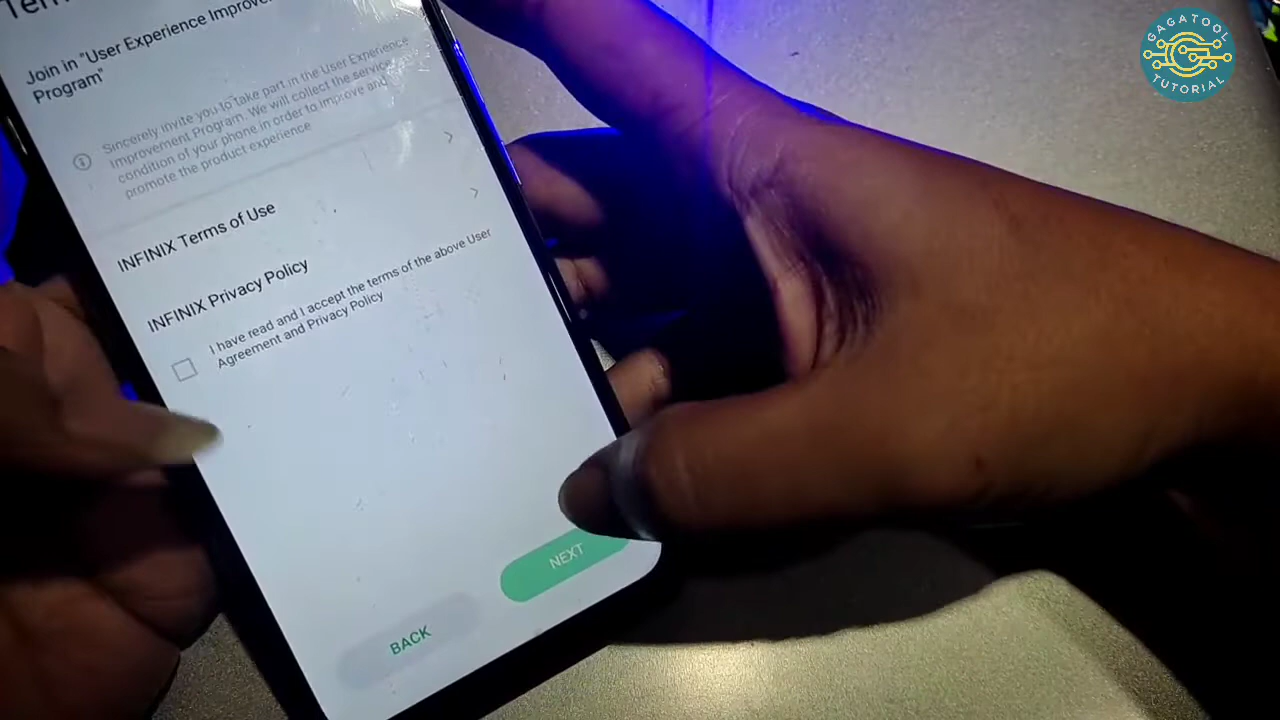 Join in "User Experience Improve
Program"
Sincerely invite you to take part in the User Experience
Improvement Program. We will collect the service
condition of your phone in order to improve and
promote the product experience
INFINIX Terms of Use
INFINIX Privacy Policy
I have read and I accept the terms of the above User
Agreement and Privacy Policy
NEXT
BACK
GAGATOOL
TUTORIAL